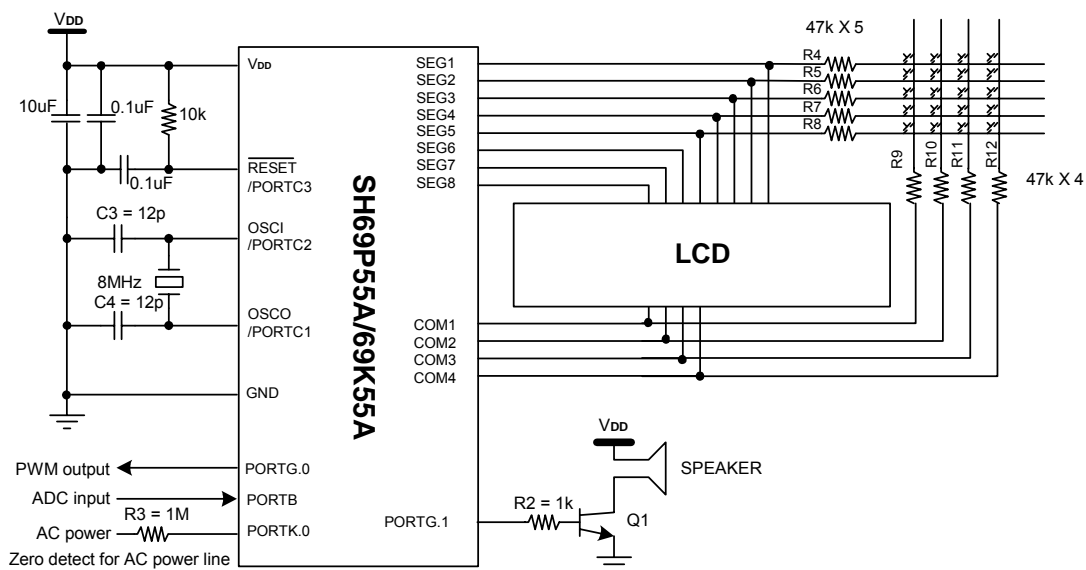 VDD
VDD
10uF
0.1uF
10k
0.1uF
RESET
/PORTC3
C3 = 12p
OSCI
/PORTC2
8MHz
C4 = 12p
OSCO
/PORTC1
GND
PWM output
PORTG.0
ADC input
PORTB
R3 = 1M
AC power
PORTK.0
Zero detect for AC power line
SH69P55A/69K55A
SEG1
SEG2
SEG3
SEG4
SEG5
SEG6
SEG7
SEG8
COM1
COM2
COM3
COM4
PORTG.1
47k X 5
R4
R5
R6
R7
R8
R9
R10
R11
R12
47k X 4
LCD
VDD
SPEAKER
R2 = 1k
Q1